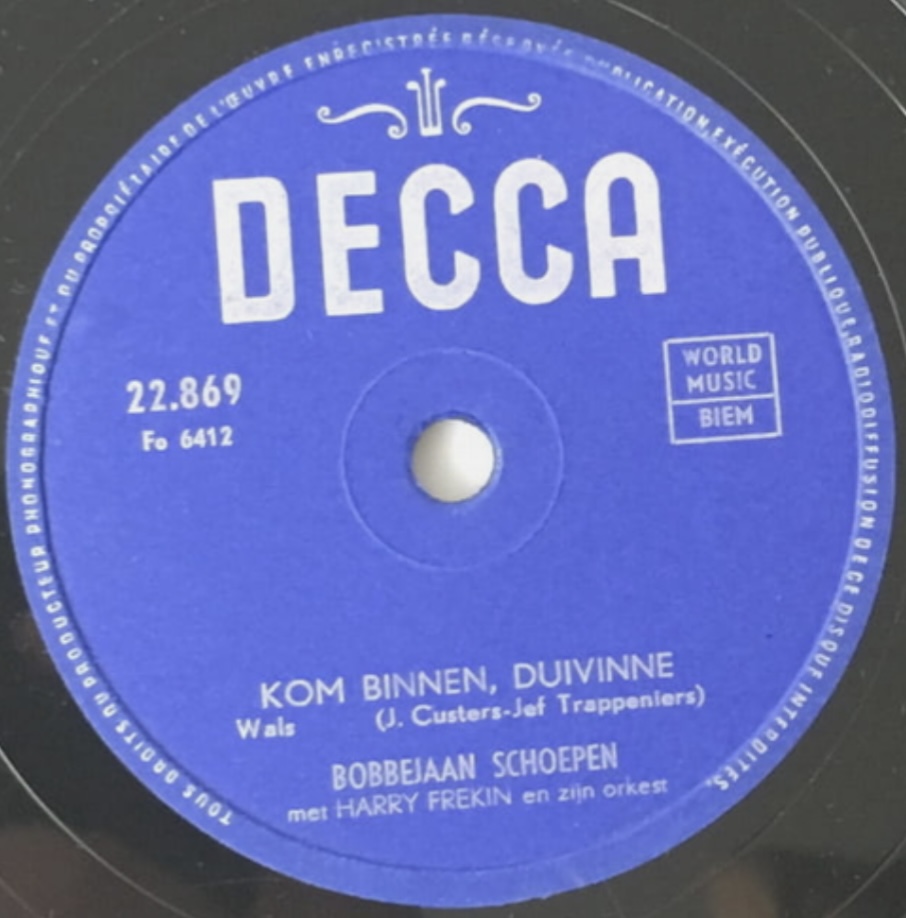 TOUS DROITS DU PRODUCTEUR PHONOGRAPHIQUE ET DU PROPRIÉTAIRE DE L'ŒUVRE ENREGISTRÉE RÉSERVÉS DUPLICATION, EXÉCUTION PUBLIQUE, RADIODIFFUSION DE CE DISQUE INTERDITES.
DECCA
22.869
Fo 6412
WORLD
MUSIC
BIEM
KOM BINNEN, DUIVINNE
Wals (J. Custers-Jef Trappeniers)
BOBBEJAAN SCHOEPEN
met HARRY FREKIN en zijn orkest